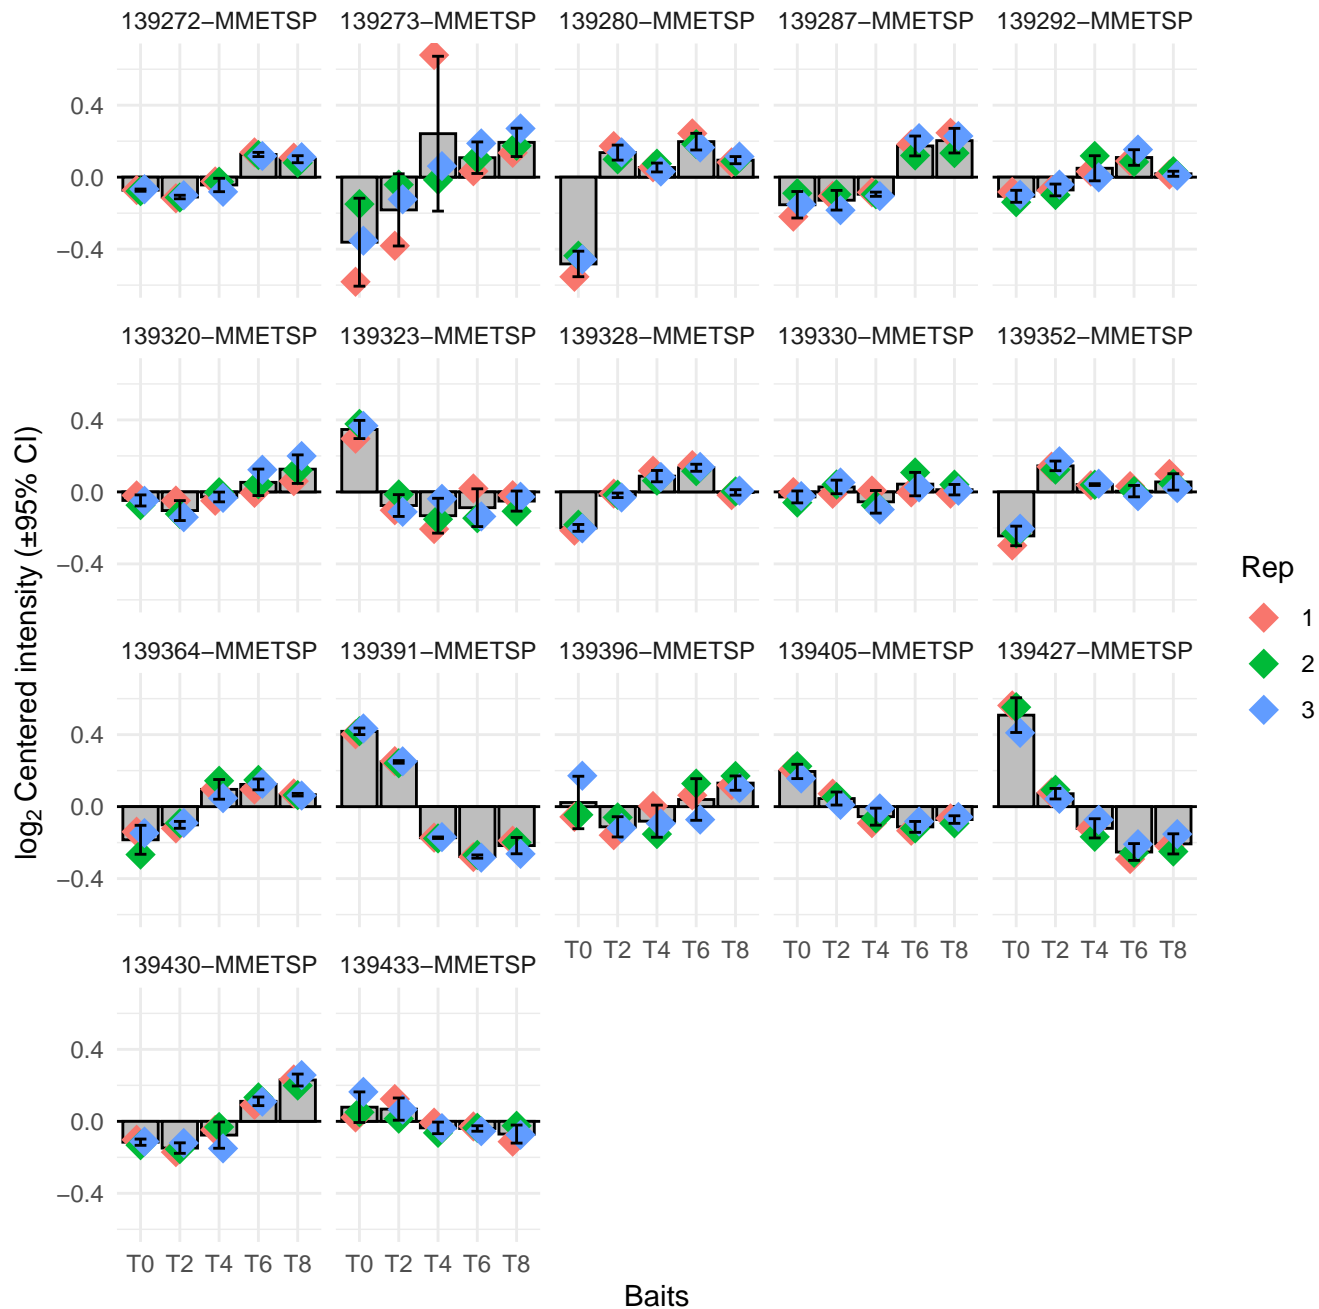 139272−MMETSP 139273−MMETSP 139280−MMETSP 139287−MMETSP 139292−MMETSP
0.4
0.0
−0.4
139320−MMETSP 139323−MMETSP 139328−MMETSP 139330−MMETSP 139352−MMETSP
0.4
0.0
−0.4
139364−MMETSP 139391−MMETSP 139396−MMETSP 139405−MMETSP 139427−MMETSP
0.4
0.0
−0.4
T0 T2 T4 T6 T8 T0 T2 T4 T6 T8 T0 T2 T4 T6 T8
139430−MMETSP 139433−MMETSP
0.4
0.0
−0.4
T0 T2 T4 T6 T8 T0 T2 T4 T6 T8
Baits
log₂ Centered intensity (±95% CI)
Rep
1
2
3